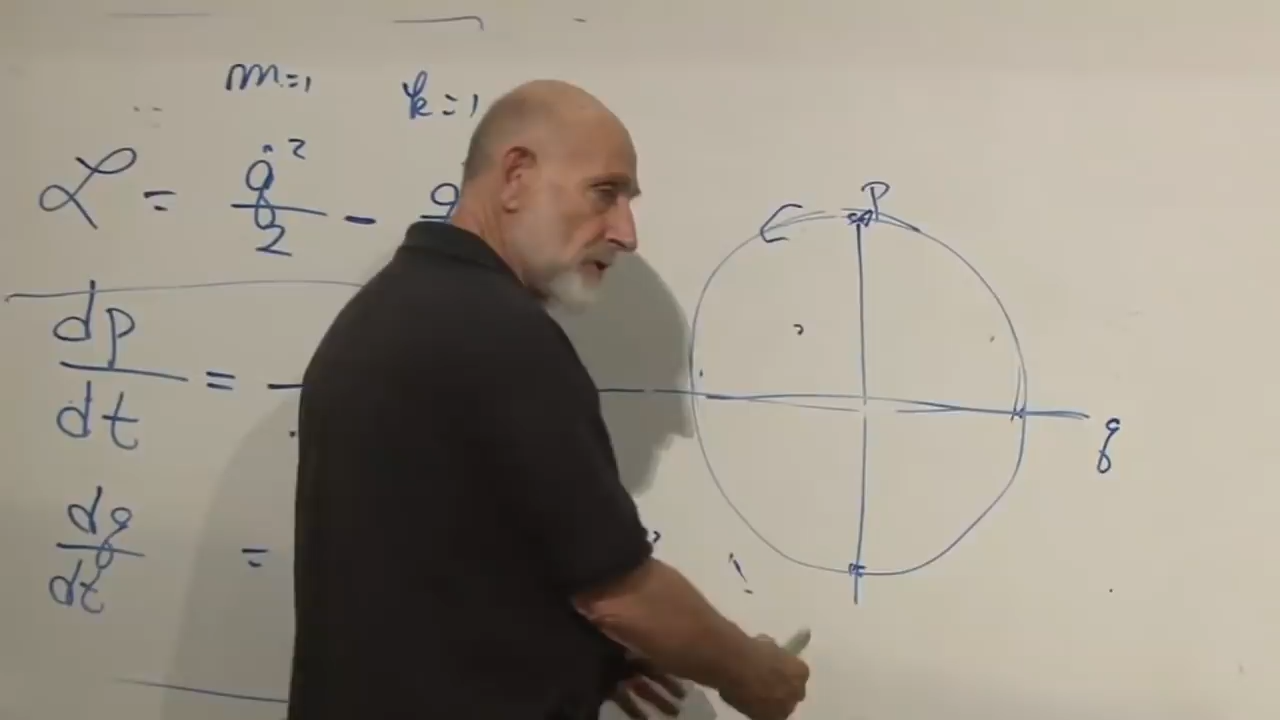 m=1 k=1
ℒ = q̇²/2 - q
dp/dt = -
dq/dt =
P
q